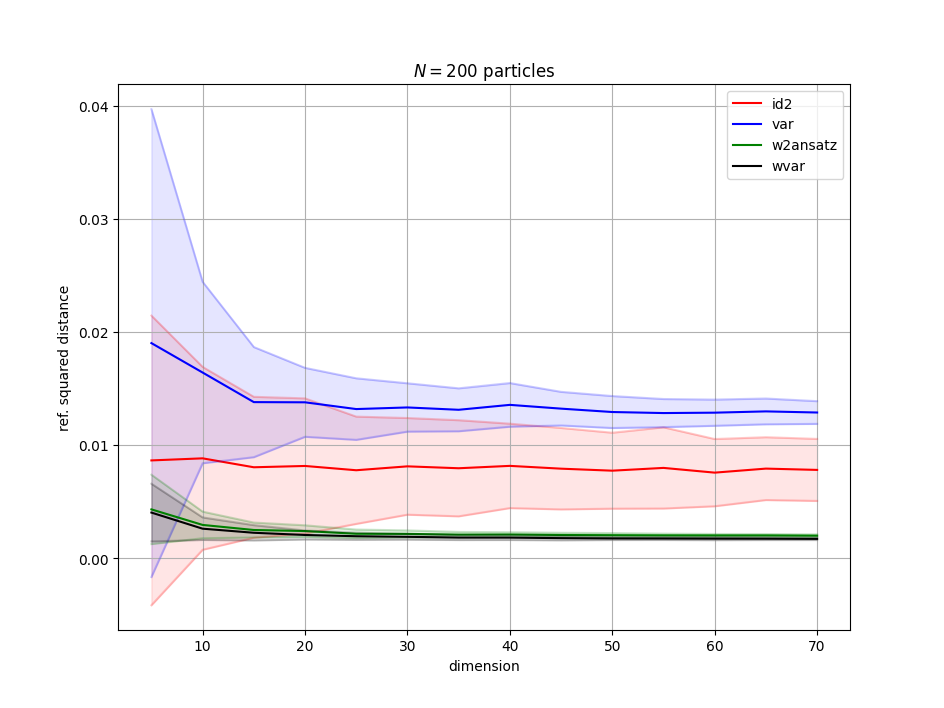 N = 200 particles
ref. squared distance
0.04
0.03
0.02
0.01
0.00
id2
var
w2ansatz
wvar
10 20 30 40 50 60 70
dimension